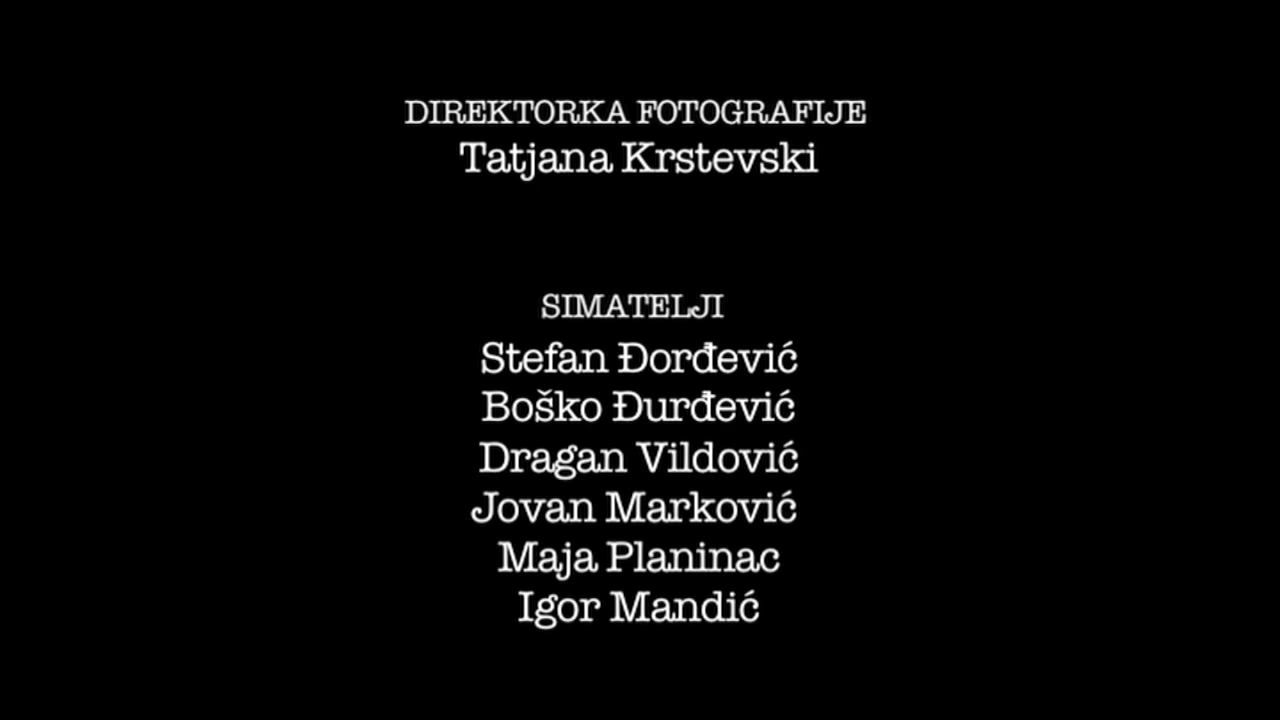 DIREKTORKA FOTOGRAFIJE
Tatjana Krstevski
SIMATELJI
Stefan Đorđević
Boško Đurđević
Dragan Vildović
Jovan Marković
Maja Planinac
Igor Mandić